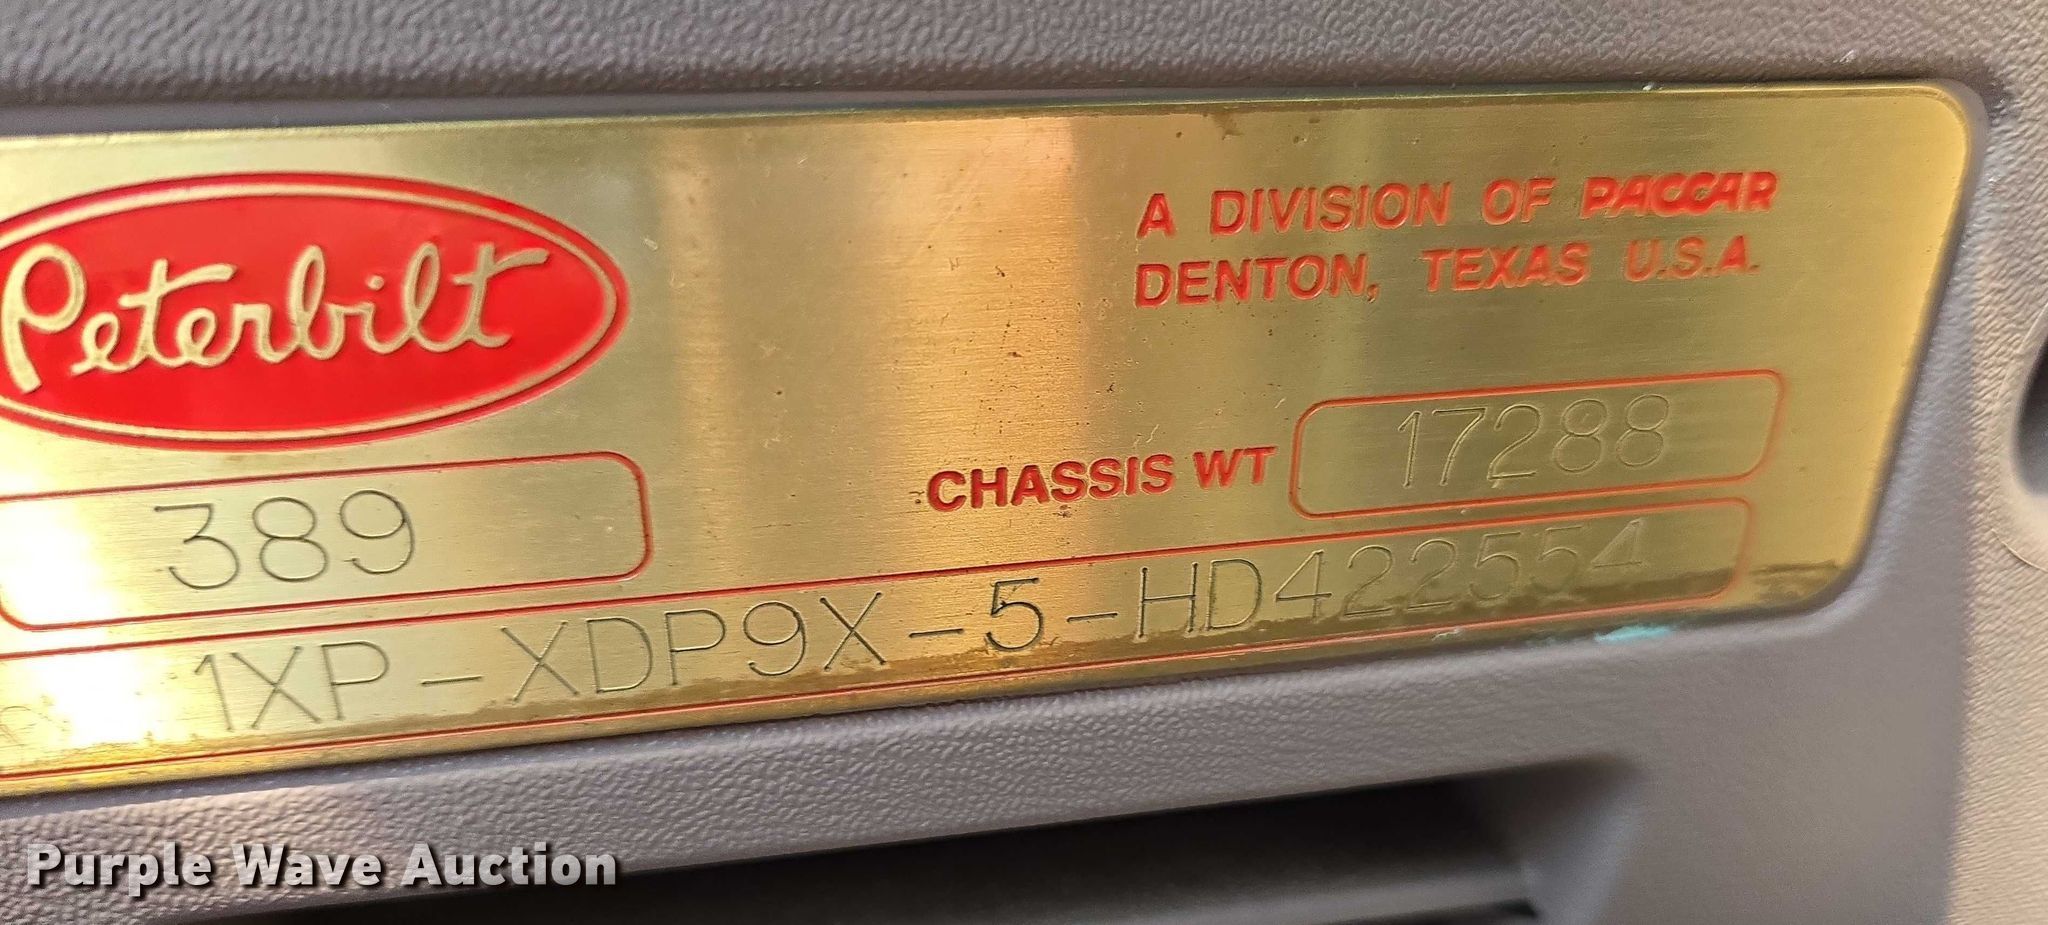 Peterbilt
A DIVISION OF PACCAR
DENTON, TEXAS U.S.A.
389
CHASSIS WT 17288
1XP-XDP9X-5-HD422554
Purple Wave Auction